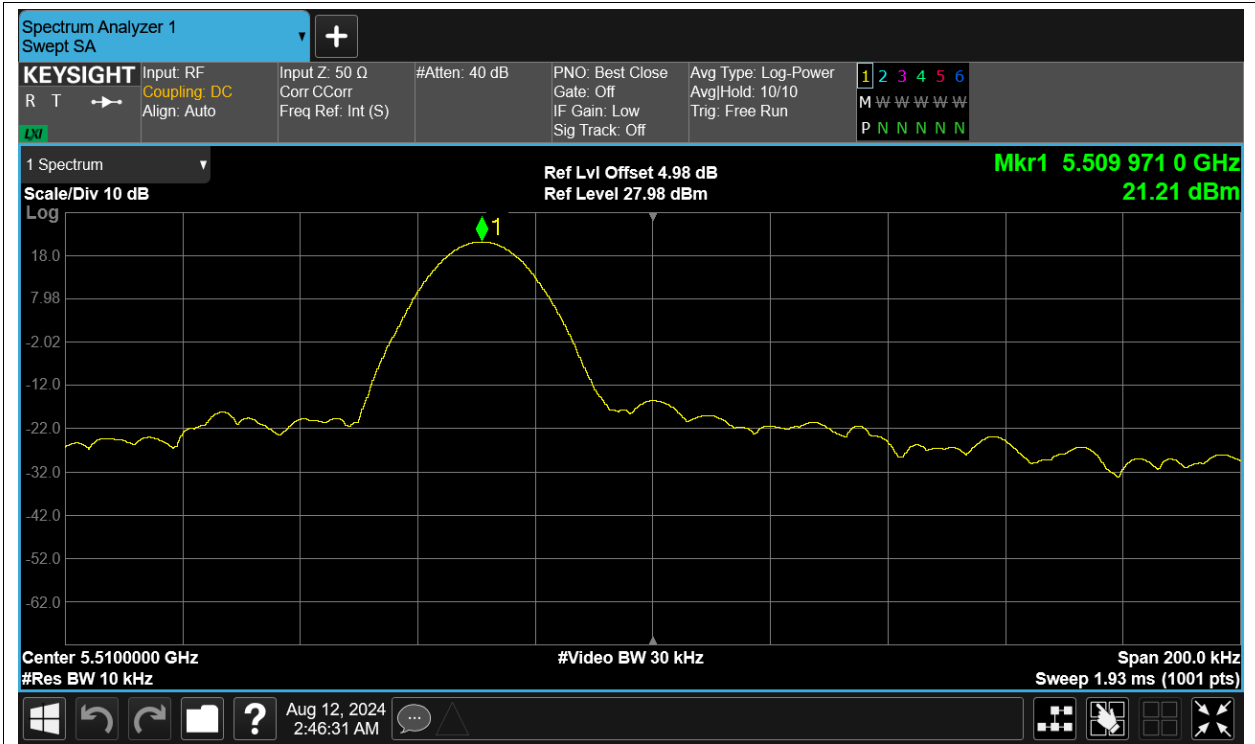 Spectrum Analyzer 1
Swept SA
+
KEYSIGHT
R T
LXI
Input: RF
Coupling: DC
Align: Auto
Input Z: 50 Ω
Corr CCorr
Freq Ref: Int (S)
#Atten: 40 dB
PNO: Best Close
Gate: Off
IF Gain: Low
Sig Track: Off
Avg Type: Log-Power
Avg|Hold: 10/10
Trig: Free Run
1 2 3 4 5 6
M W W W W W
P N N N N N
1 Spectrum
Scale/Div 10 dB
Ref Lvl Offset 4.98 dB
Ref Level 27.98 dBm
Mkr1 5.509 971 0 GHz
21.21 dBm
Log
1
18.0
7.98
-2.02
-12.0
-22.0
-32.0
-42.0
-52.0
-62.0
Center 5.5100000 GHz
#Res BW 10 kHz
#Video BW 30 kHz
Span 200.0 kHz
Sweep 1.93 ms (1001 pts)
?
Aug 12, 2024
2:46:31 AM